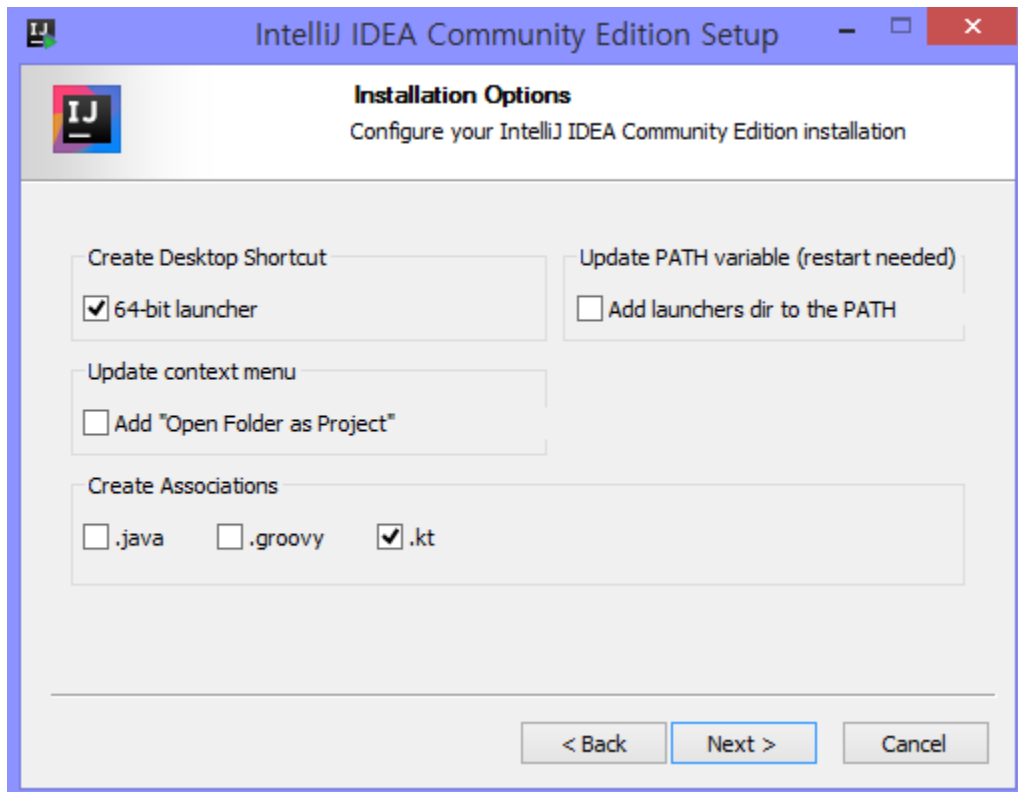 IJ
IntelliJ IDEA Community Edition Setup
IJ
Installation Options
Configure your IntelliJ IDEA Community Edition installation
Create Desktop Shortcut
64-bit launcher
Update PATH variable (restart needed)
Add launchers dir to the PATH
Update context menu
Add "Open Folder as Project"
Create Associations
.java .groovy .kt
< Back Next > Cancel